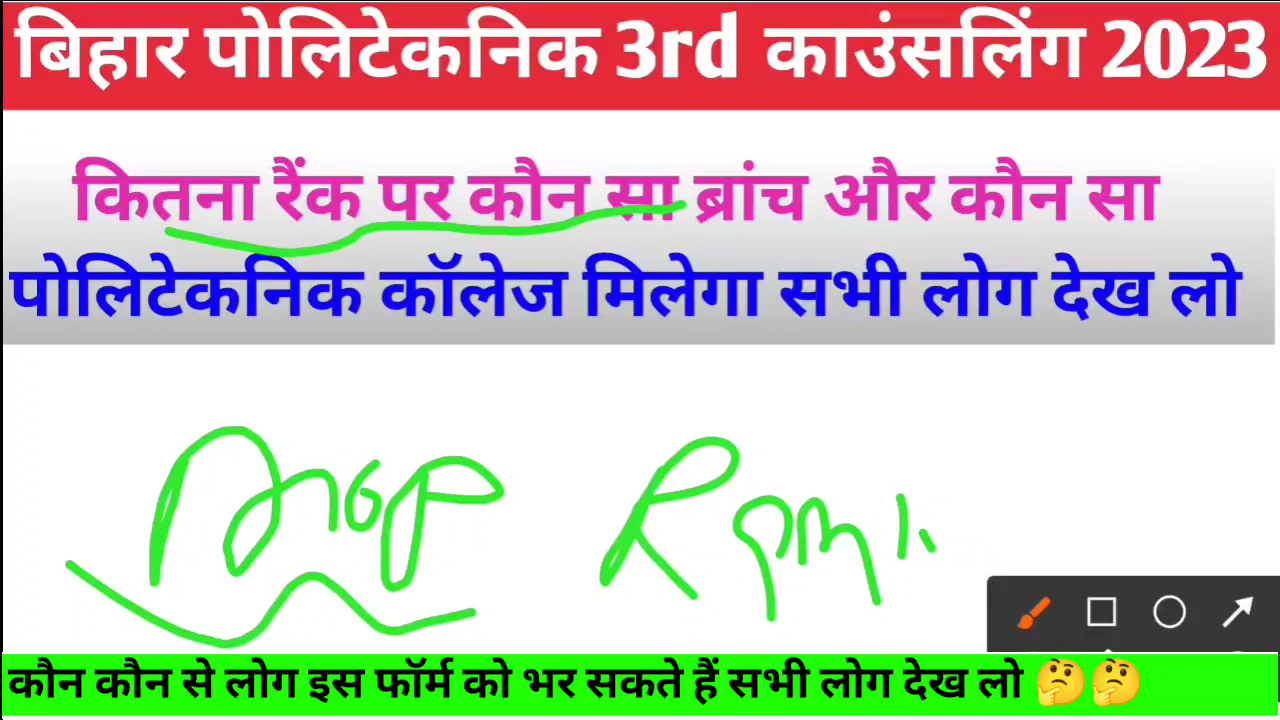 बिहार पोलिटेकनिक 3rd काउंसलिंग 2023
कितना रैंक पर कौन सा ब्रांच और कौन सा
पोलिटेकनिक कॉलेज मिलेगा सभी लोग देख लो
कौन कौन से लोग इस फॉर्म को भर सकते हैं सभी लोग देख लो 🤔🤔